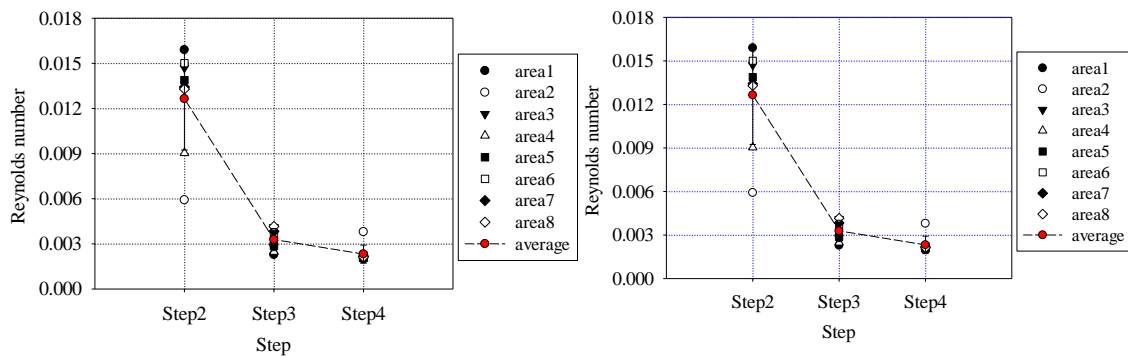 0.018
0.015
0.012
0.009
0.006
0.003
0.000
Reynolds number
Step2
Step3
Step4
Step
area1
area2
area3
area4
area5
area6
area7
area8
average
0.018
0.015
0.012
0.009
0.006
0.003
0.000
Reynolds number
Step2
Step3
Step4
Step
area1
area2
area3
area4
area5
area6
area7
area8
average